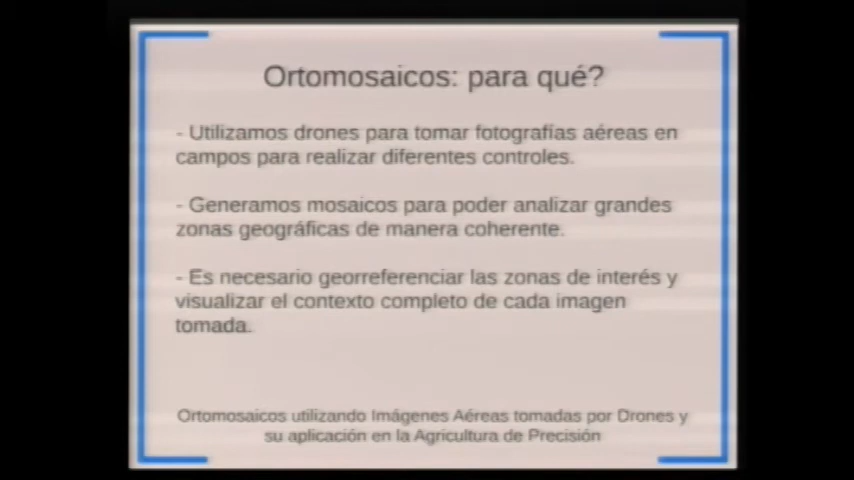 Ortomosaicos: para qué?
- Utilizamos drones para tomar fotografías aéreas en
campos para realizar diferentes controles.
- Generamos mosaicos para poder analizar grandes
zonas geográficas de manera coherente.
- Es necesario georreferenciar las zonas de interés y
visualizar el contexto completo de cada imagen
tomada.
Ortomosaicos utilizando Imágenes Aéreas tomadas por Drones y
su aplicación en la Agricultura de Precisión